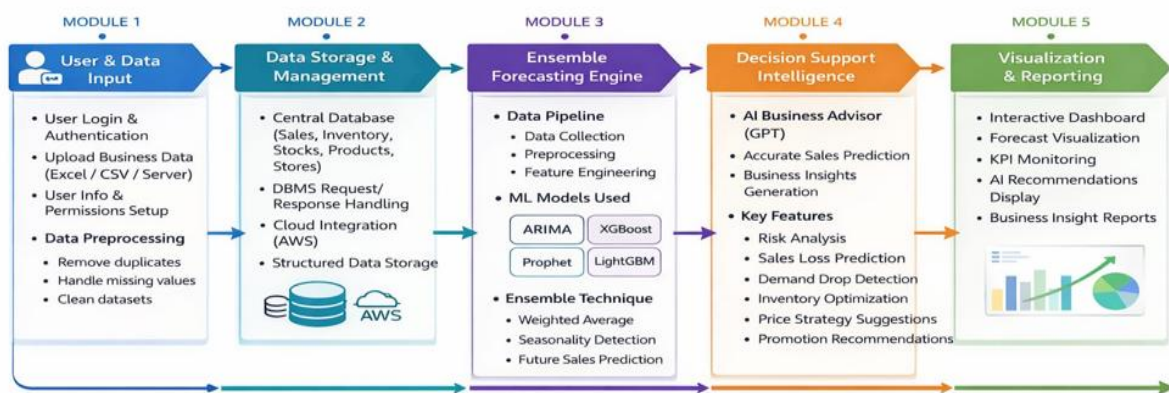 MODULE 1
User & Data
Input
• User Login &
Authentication
• Upload Business Data
(Excel / CSV / Server)
• User Info &
Permissions Setup
• Data Preprocessing
• Remove duplicates
• Handle missing values
• Clean datasets
MODULE 2
Data Storage &
Management
• Central Database
(Sales, Inventory,
Stocks, Products,
Stores)
• DBMS Request/
Response Handling
• Cloud Integration
(AWS)
• Structured Data Storage
AWS
MODULE 3
Ensemble
Forecasting Engine
• Data Pipeline
• Data Collection
• Preprocessing
• Feature Engineering
• ML Models Used
ARIMA XGBoost
Prophet LightGBM
• Ensemble Technique
• Weighted Average
• Seasonality Detection
• Future Sales Prediction
MODULE 4
Decision Support
Intelligence
• AI Business Advisor
(GPT)
• Accurate Sales Prediction
• Business Insights
Generation
• Key Features
• Risk Analysis
• Sales Loss Prediction
• Demand Drop Detection
• Inventory Optimization
• Price Strategy Suggestions
• Promotion Recommendations
MODULE 5
Visualization
& Reporting
• Interactive Dashboard
• Forecast Visualization
• KPI Monitoring
• AI Recommendations
Display
• Business Insight Reports